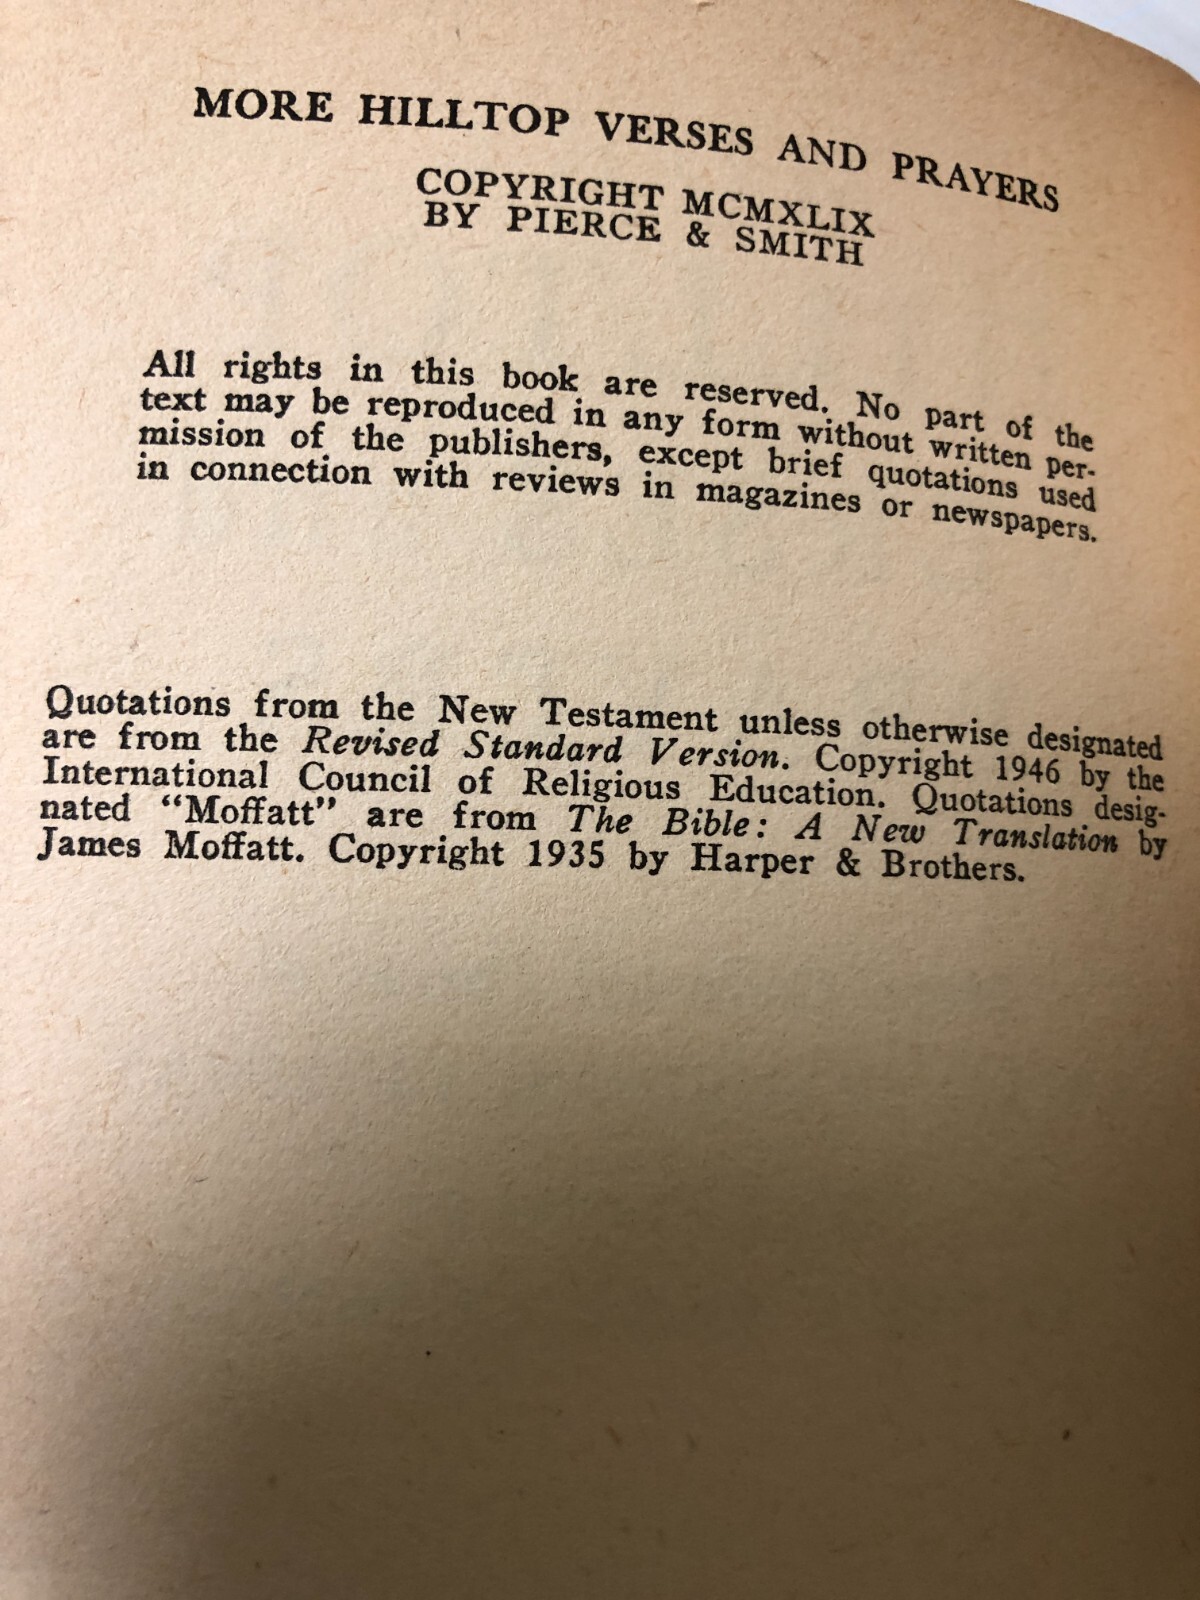 MORE HILLTOP VERSES AND PRAYERS
COPYRIGHT MCMXLIX
BY PIERCE & SMITH
All rights in this book are reserved. No part of the
text may be reproduced in any form without written per-
mission of the publishers, except brief quotations used
in connection with reviews in magazines or newspapers.
Quotations from the New Testament unless otherwise designated
are from the Revised Standard Version. Copyright 1946 by the
International Council of Religious Education. Quotations desig-
nated “Moffatt” are from The Bible: A New Translation by
James Moffatt. Copyright 1935 by Harper & Brothers.